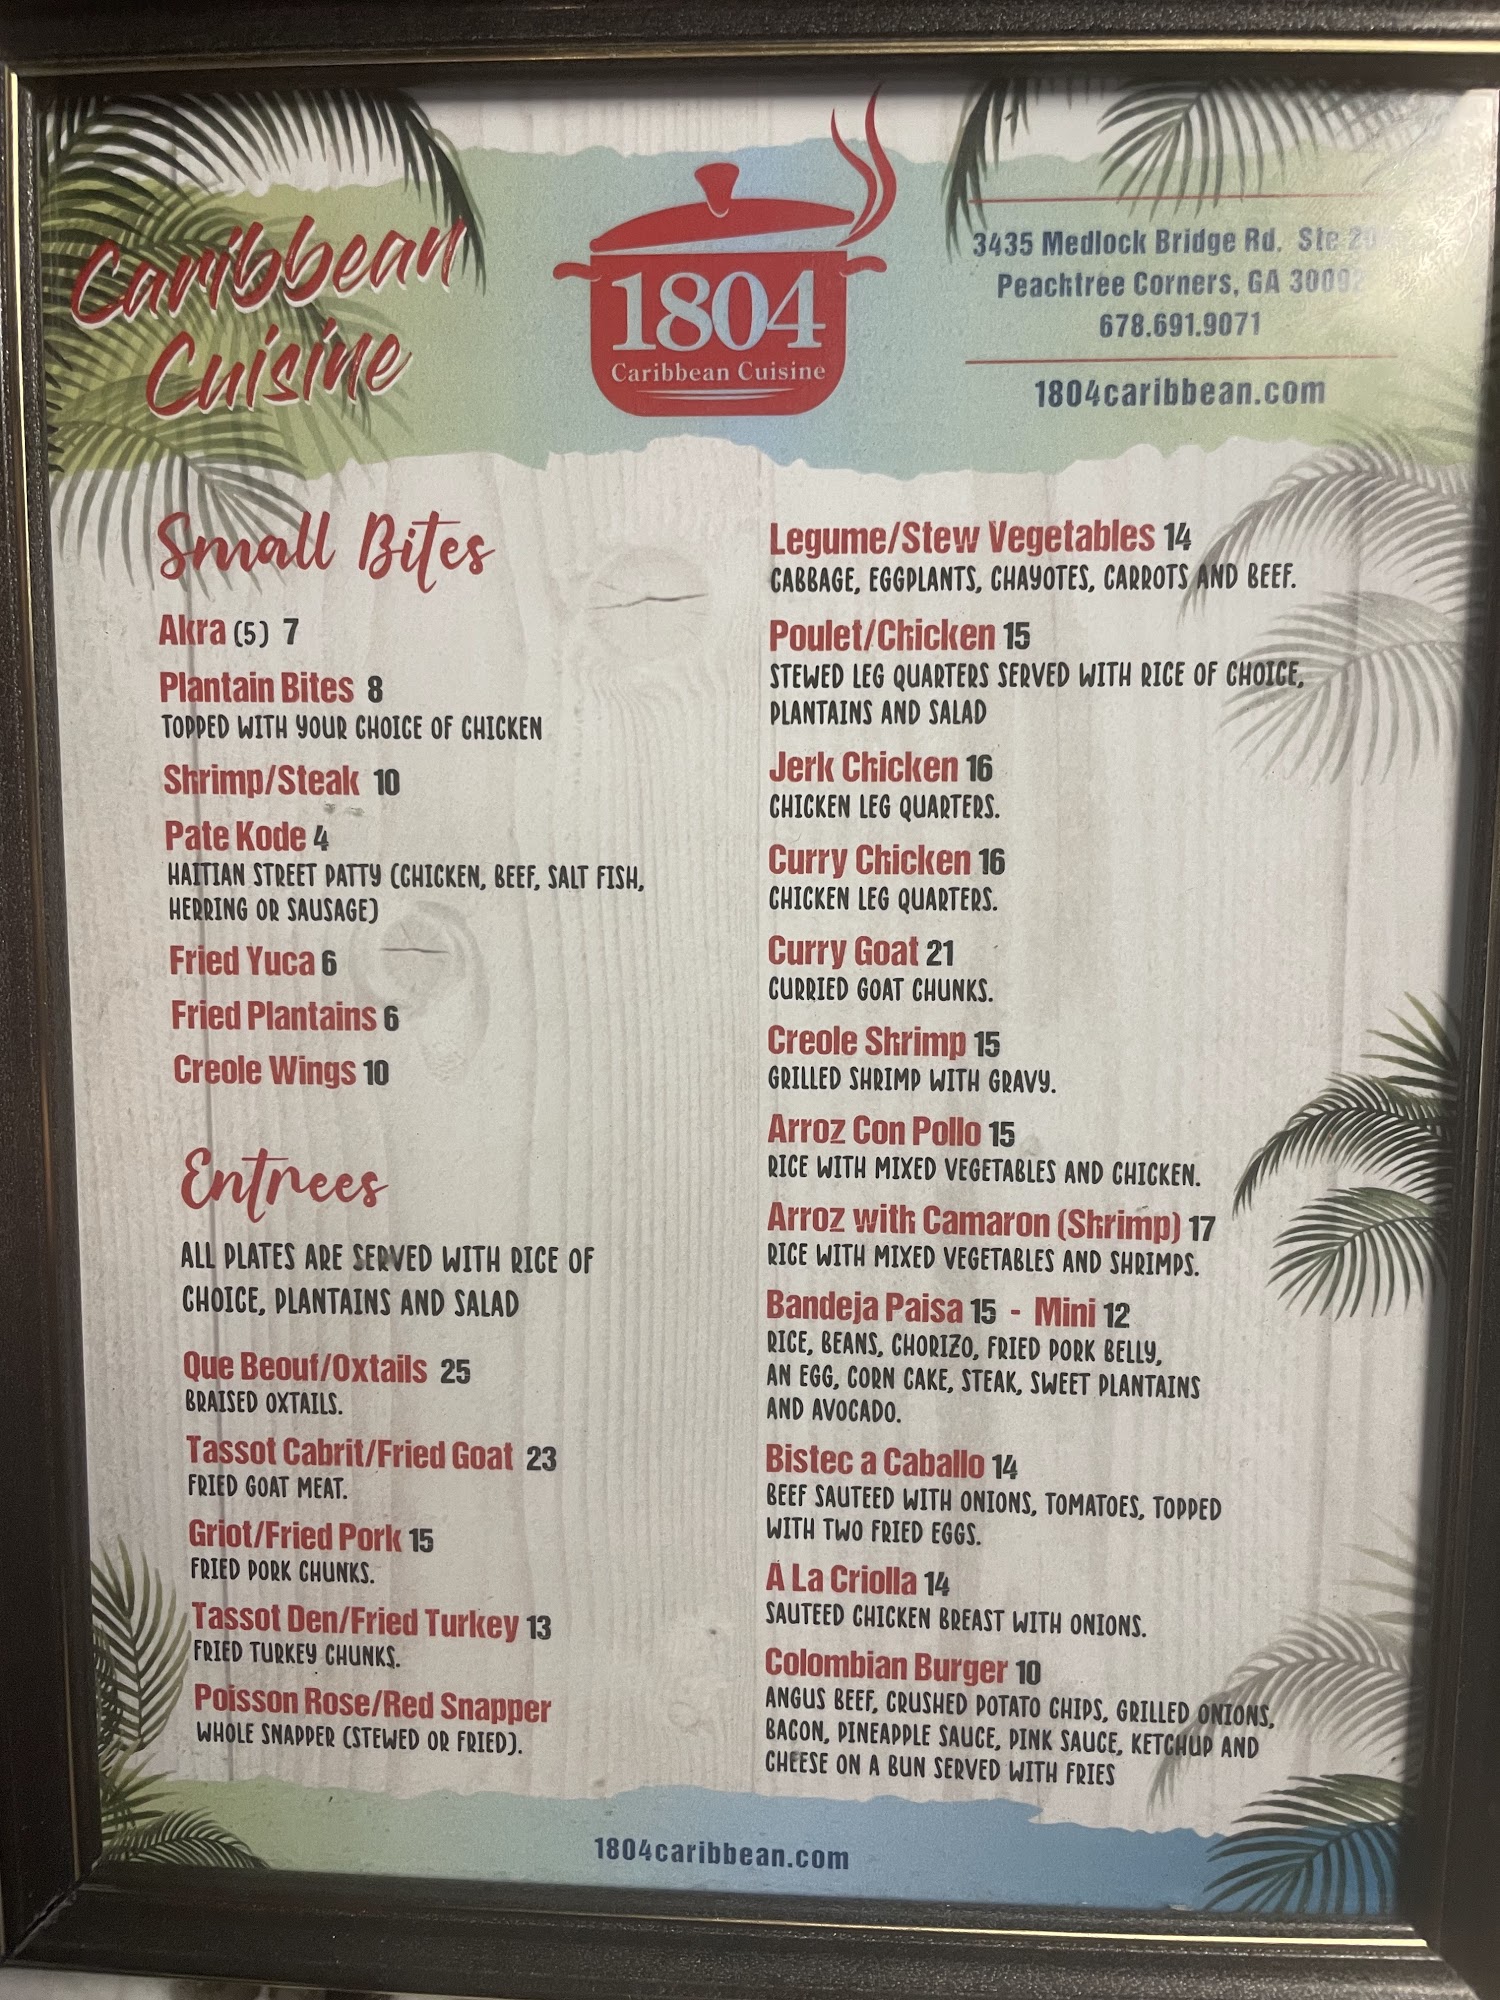 Caribbean
Cuisine
1804
Caribbean Cuisine
3435 Medlock Bridge Rd. Ste
Peachtree Corners, GA
678.691.9071
1804caribbean.com
Small Bites
Akra (5) 7
Plantain Bites 8
TOPPED WITH YOUR CHOICE OF CHICKEN
Shrimp/Steak 10
Pate Kode 4
HAITIAN STREET PATTY (CHICKEN, BEEF, SALT FISH,
HERRING OR SAUSAGE)
Fried Yuca 6
Fried Plantains 6
Creole Wings 10
Entrees
ALL PLATES ARE SERVED WITH RICE OF
CHOICE, PLANTAINS AND SALAD
Que Beouf/Oxtails 25
BRAISED OXTAILS.
Tassot Cabrit/Fried Goat 23
FRIED GOAT MEAT.
Griot/Fried Pork 15
FRIED PORK CHUNKS.
Tassot Den/Fried Turkey 13
FRIED TURKEY CHUNKS.
Poisson Rose/Red Snapper
WHOLE SNAPPER (STEWED OR FRIED).
Legume/Stew Vegetables 14
CABBAGE, EGGPLANTS, CHAYOTES, CARROTS AND BEEF.
Poulet/Chicken 15
STEWED LEG QUARTERS SERVED WITH RICE OF CHOICE,
PLANTAINS AND SALAD
Jerk Chicken 16
CHICKEN LEG QUARTERS.
Curry Chicken 16
CHICKEN LEG QUARTERS.
Curry Goat 21
CURRIED GOAT CHUNKS.
Creole Shrimp 15
GRILLED SHRIMP WITH GRAVY.
Arroz Con Pollo 15
RICE WITH MIXED VEGETABLES AND CHICKEN.
Arroz with Camaron (Shrimp) 17
RICE WITH MIXED VEGETABLES AND SHRIMPS.
Bandeja Paisa 15 - Mini 12
RICE, BEANS, CHORIZO, FRIED PORK BELLY,
AN EGG, CORN CAKE, STEAK, SWEET PLANTAINS
AND AVOCADO.
Bistec a Caballo 14
BEEF SAUTEED WITH ONIONS, TOMATOES, TOPPED
WITH TWO FRIED EGGS.
A La Criolla 14
SAUTEED CHICKEN BREAST WITH ONIONS.
Colombian Burger 10
ANGUS BEEF, CRUSHED POTATO CHIPS, GRILLED ONIONS,
BACON, PINEAPPLE SAUCE, PINK SAUCE, KETCHUP AND
CHEESE ON A BUN SERVED WITH FRIES
1804caribbean.com